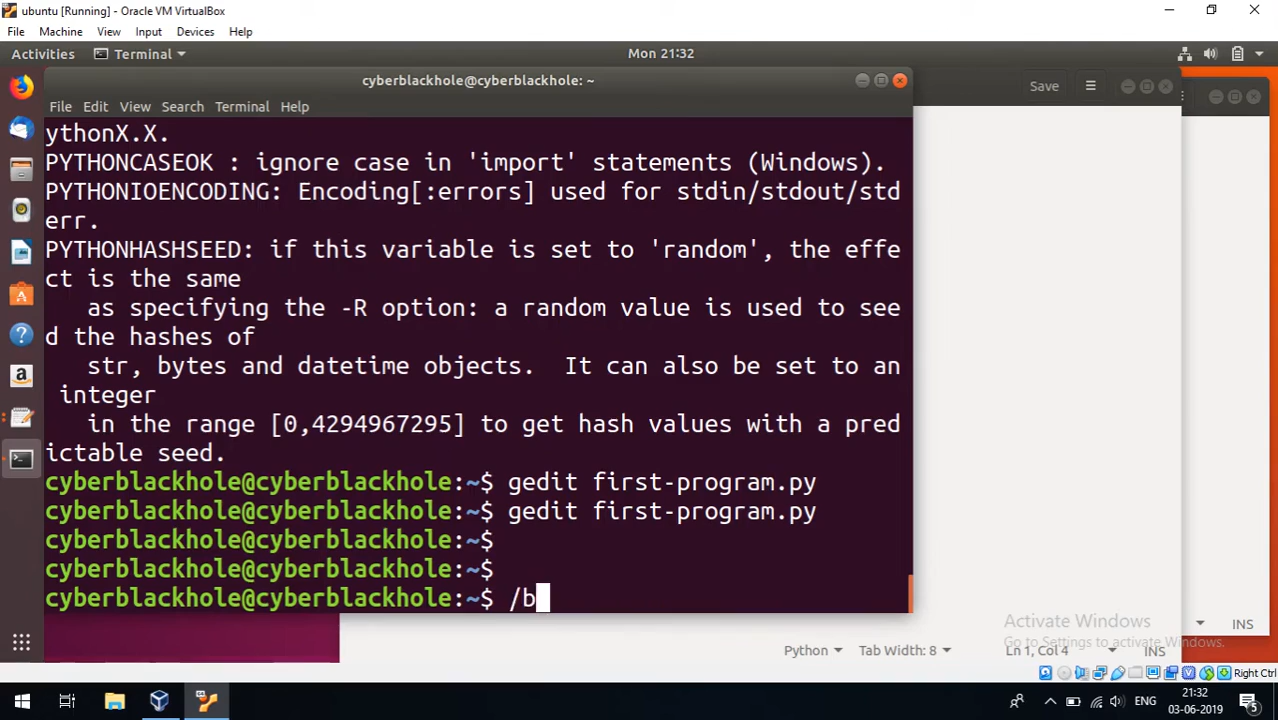 ubuntu [Running] - Oracle VM VirtualBox
File Machine View Input Devices Help
Activities Terminal Mon 21:32
cyberblackhole@cyberblackhole: ~
Save
File Edit View Search Terminal Help
ythonX.X.
PYTHONCASEOK : ignore case in 'import' statements (Windows).
PYTHONIOENCODING: Encoding[:errors] used for stdin/stdout/std
err.
PYTHONHASHSEED: if this variable is set to 'random', the effe
ct is the same
as specifying the -R option: a random value is used to see
d the hashes of
str, bytes and datetime objects. It can also be set to an
integer
in the range [0,4294967295] to get hash values with a pred
ictable seed.
cyberblackhole@cyberblackhole:~$ gedit first-program.py
cyberblackhole@cyberblackhole:~$ gedit first-program.py
cyberblackhole@cyberblackhole:~$
cyberblackhole@cyberblackhole:~$
cyberblackhole@cyberblackhole:~$ /b
Activate Windows
Go to Settings to activate Windows.
INS
Python Tab Width: 8 Ln 1, Col 4 INS
Right Ctrl
ENG
21:32
03-06-2019
5